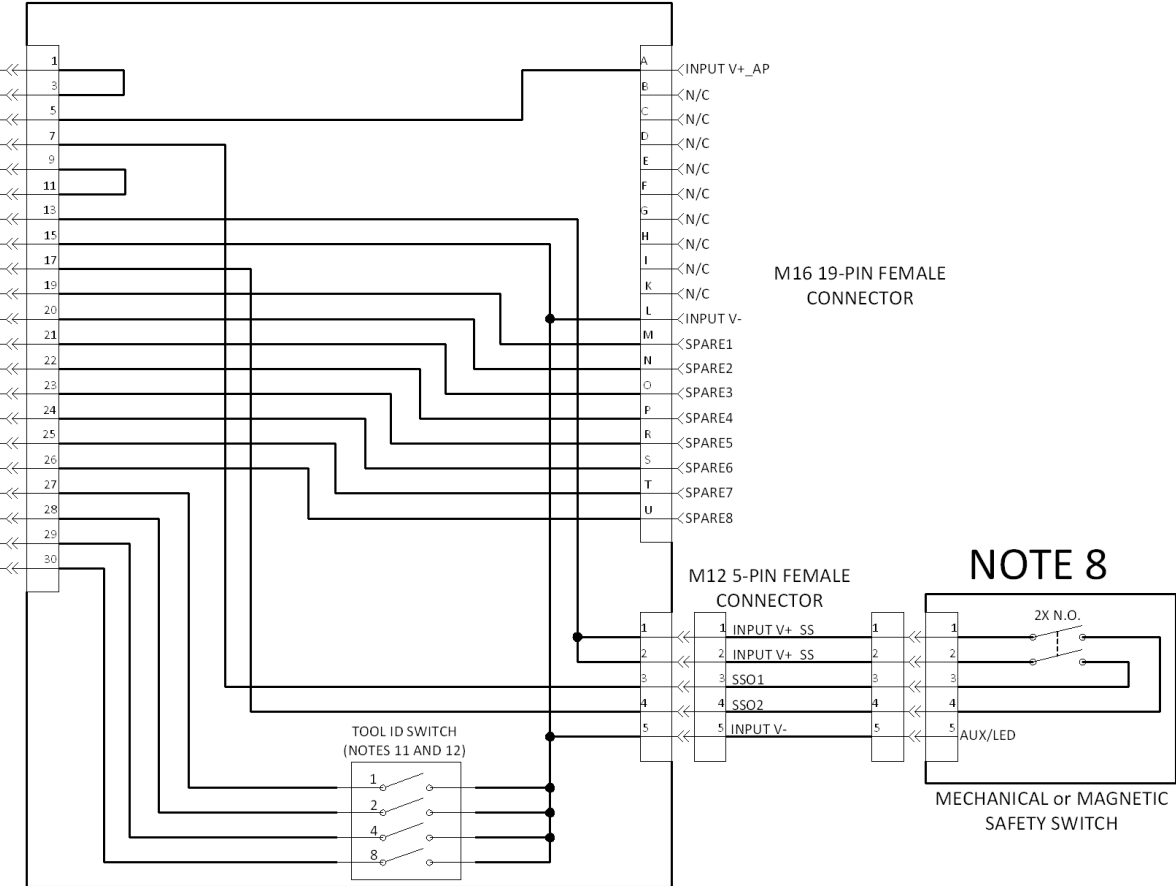 1
3
5
7
9
11
13
15
17
19
20
21
22
23
24
25
26
27
28
29
30
A INPUT V+_AP
B N/C
C N/C
D N/C
E N/C
F N/C
G N/C
H N/C
I N/C
K N/C
L INPUT V-
M SPARE1
N SPARE2
O SPARE3
P SPARE4
R SPARE5
S SPARE6
T SPARE7
U SPARE8
M16 19-PIN FEMALE
CONNECTOR
M12 5-PIN FEMALE
CONNECTOR
NOTE 8
2X N.O.
1 1 INPUT V+ SS 1 1
2 2 INPUT V+ SS 2 2
3 3 SSO1 3 3
4 4 SSO2 4 4
5 5 INPUT V- 5 5 AUX/LED
MECHANICAL or MAGNETIC
SAFETY SWITCH
TOOL ID SWITCH
(NOTES 11 AND 12)
1
2
4
8